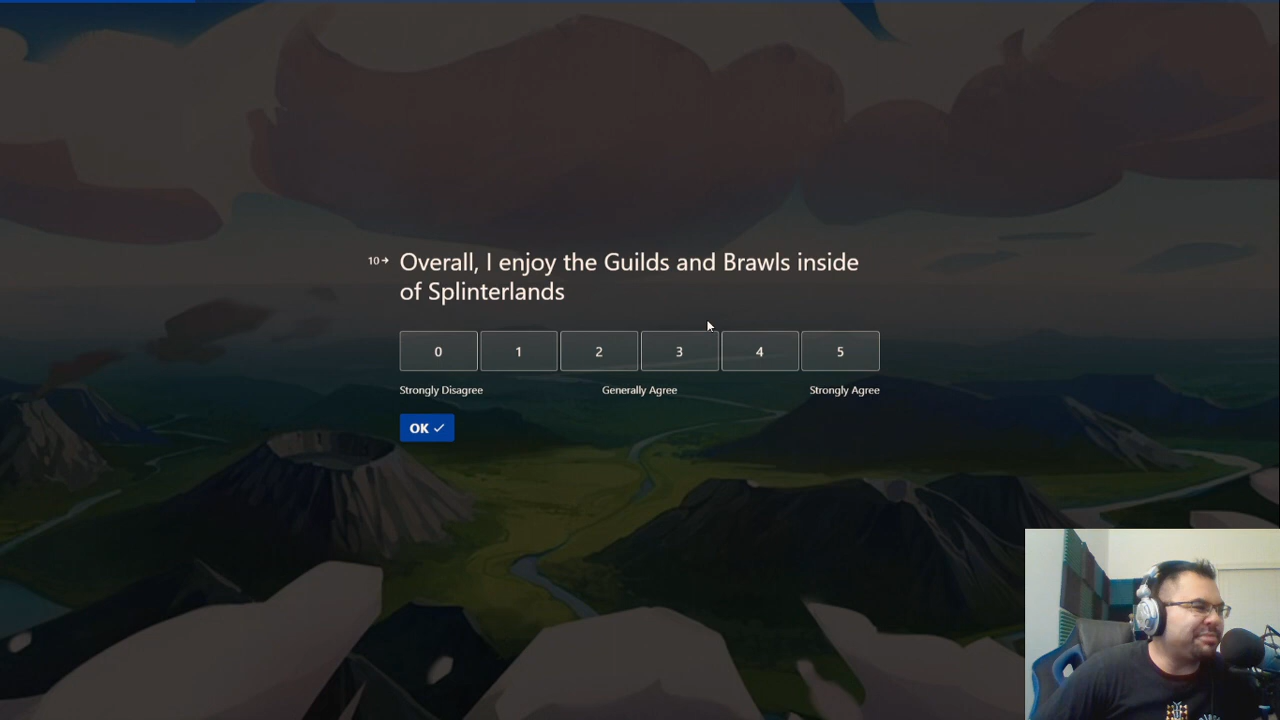 10→ Overall, I enjoy the Guilds and Brawls inside
of Splinterlands
0 1 2 3 4 5
Strongly Disagree Generally Agree Strongly Agree
OK ✓